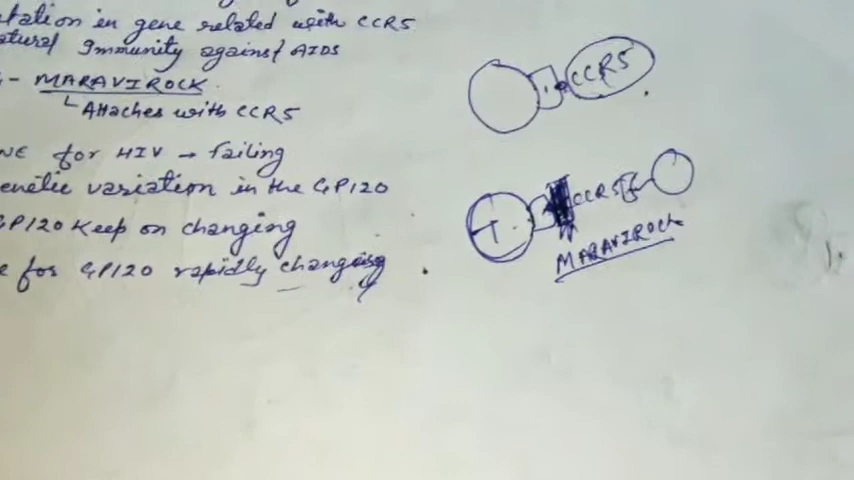 tation in gene related with CCR5
atural Immunity against AIDS
- MARAVIROCK
Attaches with CCR5
NE for HIV → failing
enetic variation in the GP120
GP120 Keep on changing
e for GP120 rapidly changing
CCR5
T
CCR5
MARAVIROCK